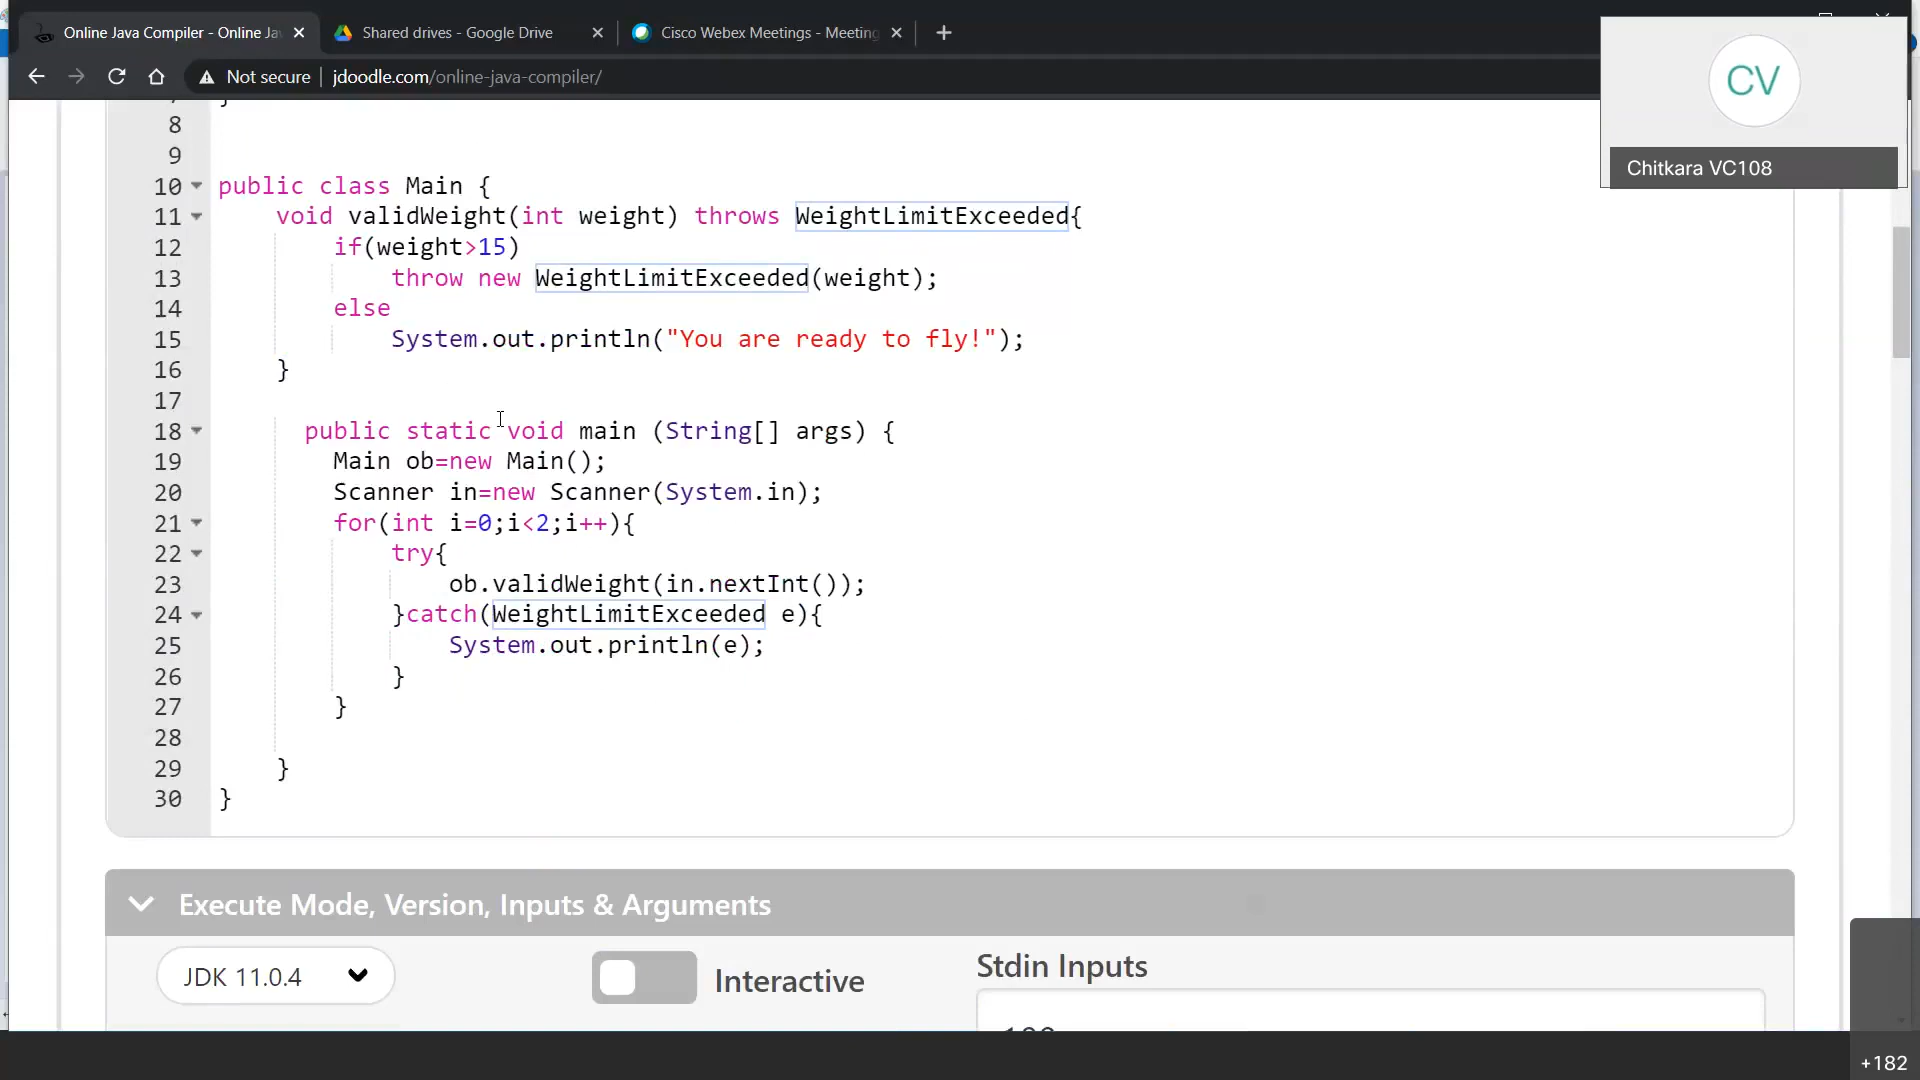 Online Java Compiler - Online Ja
Shared drives - Google Drive
Cisco Webex Meetings - Meeting
Not secure | jdoodle.com/online-java-compiler/
CV
Chitkara VC108
8
9
10 public class Main {
11 void validWeight(int weight) throws WeightLimitExceeded{
12 if(weight>15)
13 throw new WeightLimitExceeded(weight);
14 else
15 System.out.println("You are ready to fly!");
16 }
17
18 public static void main (String[] args) {
19 Main ob=new Main();
20 Scanner in=new Scanner(System.in);
21 for(int i=0;i<2;i++){
22 try{
23 ob.validWeight(in.nextInt());
24 }catch(WeightLimitExceeded e){
25 System.out.println(e);
26 }
27 }
28
29 }
30 }
Execute Mode, Version, Inputs & Arguments
JDK 11.0.4
Interactive
Stdin Inputs
+182